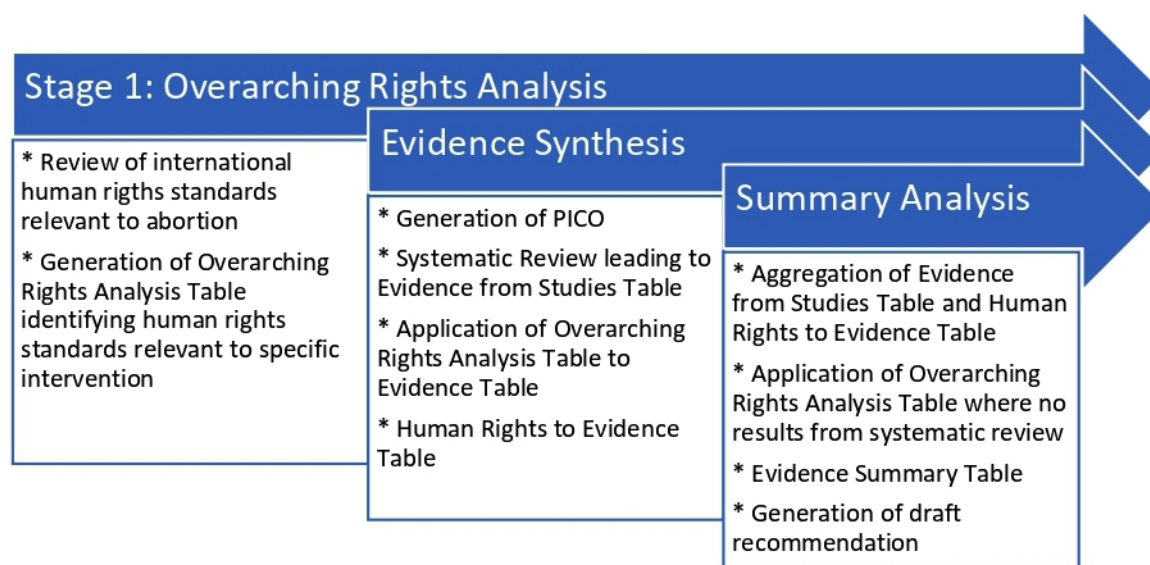 Stage 1: Overarching Rights Analysis
* Review of international
human rigths standards
relevant to abortion
* Generation of Overarching
Rights Analysis Table
identifying human rights
standards relevant to specific
intervention
Evidence Synthesis
* Generation of PICO
* Systematic Review leading to
Evidence from Studies Table
* Application of Overarching
Rights Analysis Table to
Evidence Table
* Human Rights to Evidence
Table
Summary Analysis
* Aggregation of Evidence
from Studies Table and Human
Rights to Evidence Table
* Application of Overarching
Rights Analysis Table where no
results from systematic review
* Evidence Summary Table
* Generation of draft
recommendation